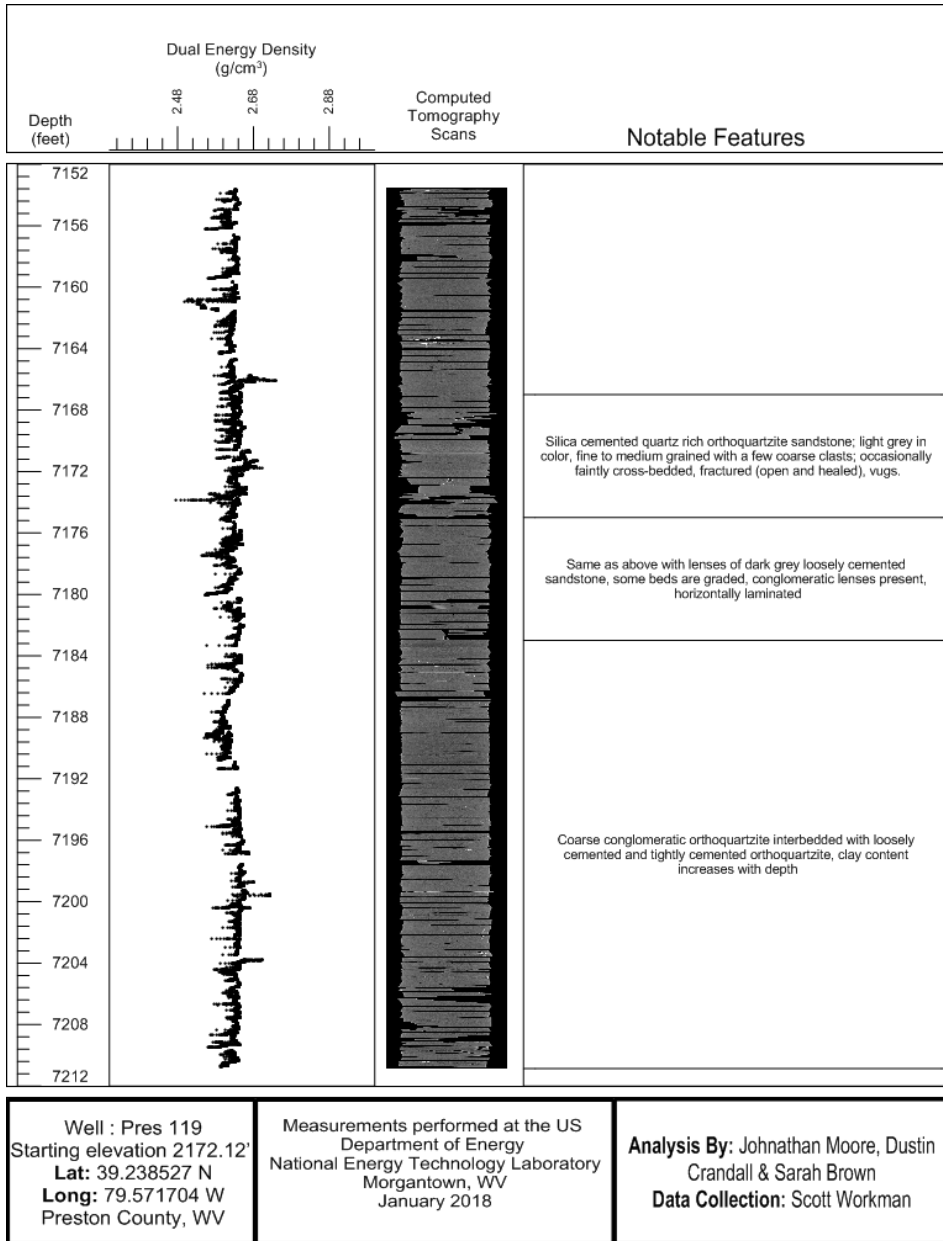 Dual Energy Density
(g/cm³)
2.48
2.68
2.88
Depth
(feet)
Computed
Tomography
Scans
Notable Features
7152
7156
7160
7164
7168
7172
7176
7180
7184
7188
7192
7196
7200
7204
7208
7212
Silica cemented quartz rich orthoquartzite sandstone; light grey in
color, fine to medium grained with a few coarse clasts; occasionally
faintly cross-bedded, fractured (open and healed), vugs.
Same as above with lenses of dark grey loosely cemented
sandstone, some beds are graded, conglomeratic lenses present,
horizontally laminated
Coarse conglomeratic orthoquartzite interbedded with loosely
cemented and tightly cemented orthoquartzite, clay content
increases with depth
Well : Pres 119
Starting elevation 2172.12'
Lat: 39.238527 N
Long: 79.571704 W
Preston County, WV
Measurements performed at the US
Department of Energy
National Energy Technology Laboratory
Morgantown, WV
January 2018
Analysis By: Johnathan Moore, Dustin
Crandall & Sarah Brown
Data Collection: Scott Workman